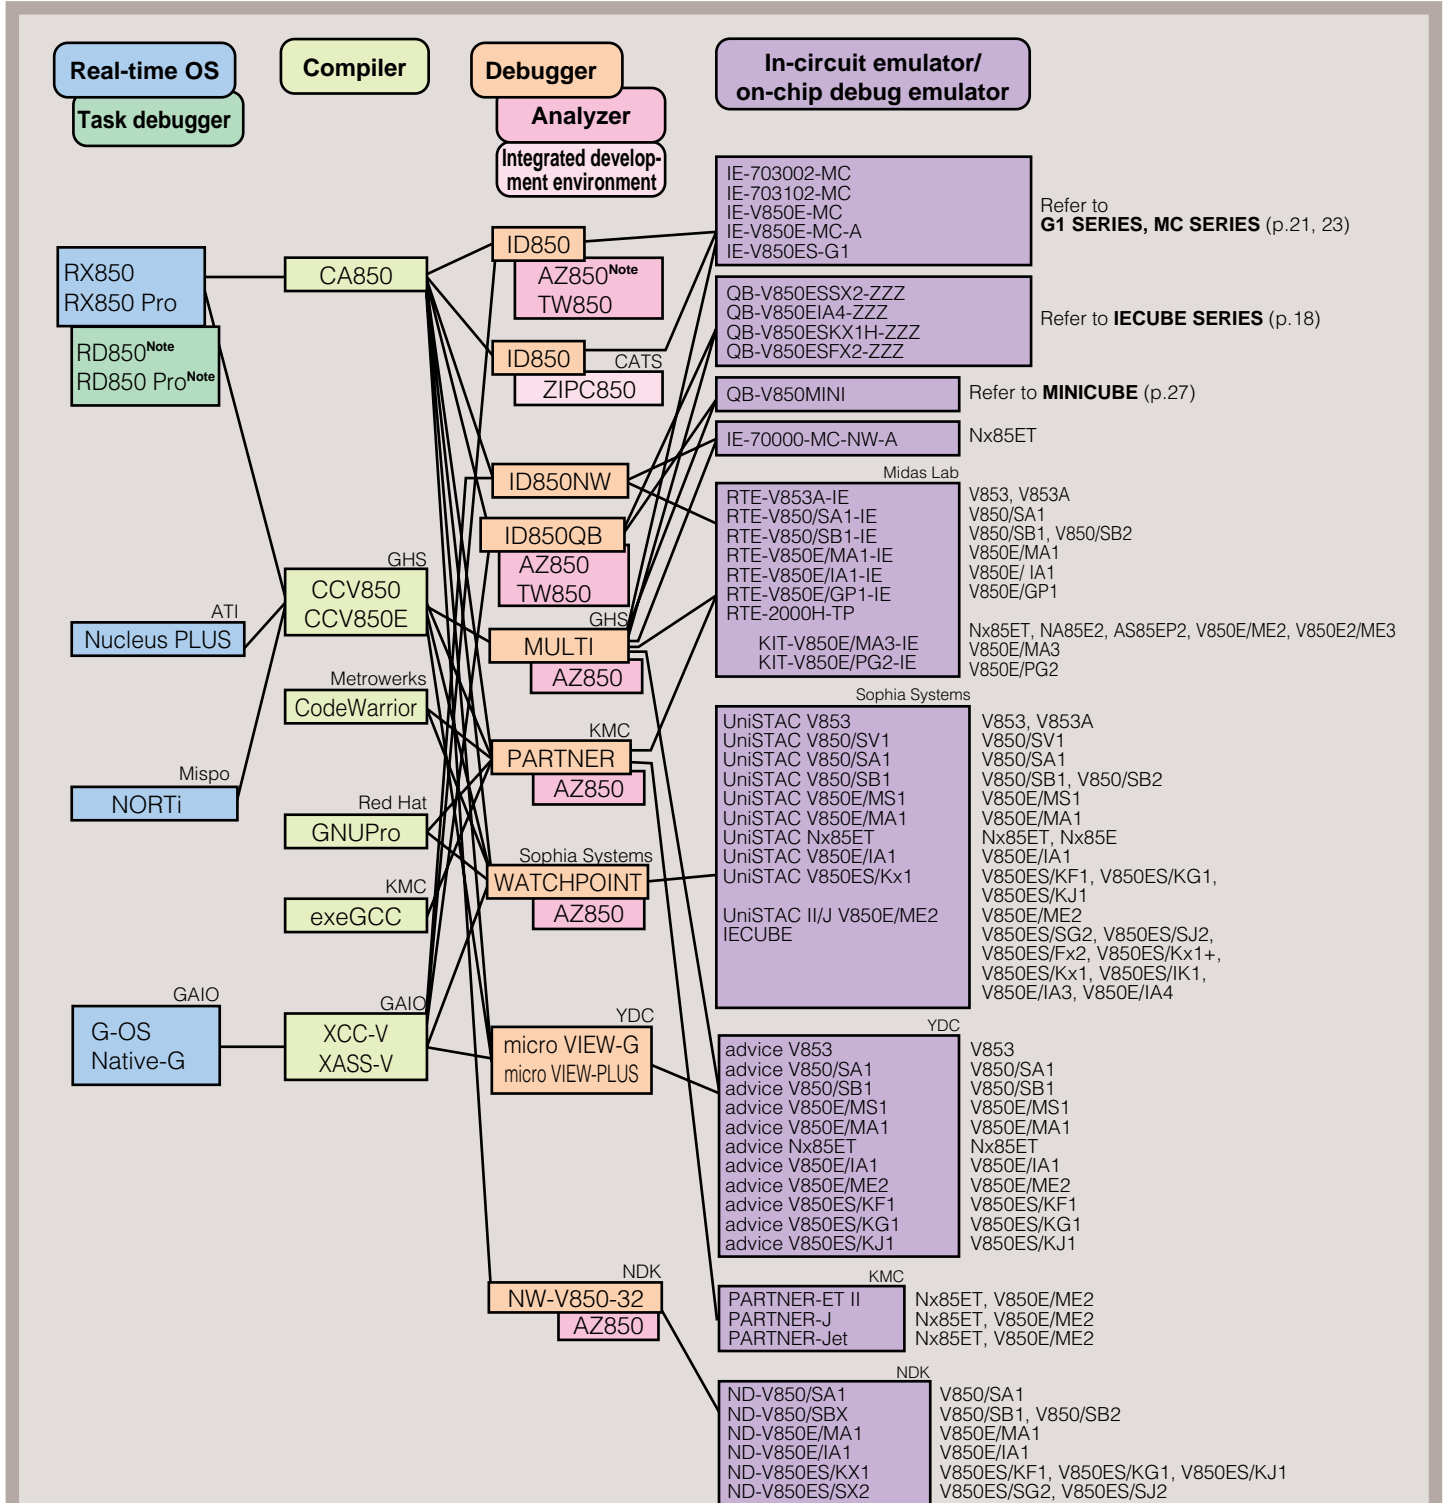 Real-time OS
Task debugger
Compiler
Debugger
Analyzer
Integrated develop-
ment environment
In-circuit emulator/
on-chip debug emulator
RX850
RX850 Pro
RD850Note
RD850 ProNote
ATI
Nucleus PLUS
Mispo
NORTi
GAIO
G-OS
Native-G
CA850
GHS
CCV850
CCV850E
Metrowerks
CodeWarrior
Red Hat
GNUPro
KMC
exeGCC
GAIO
XCC-V
XASS-V
ID850
AZ850Note
TW850
ID850
CATS
ZIPC850
ID850NW
ID850QB
AZ850
TW850
GHS
MULTI
AZ850
KMC
PARTNER
AZ850
Sophia Systems
WATCHPOINT
AZ850
YDC
micro VIEW-G
micro VIEW-PLUS
NDK
NW-V850-32
AZ850
IE-703002-MC
IE-703102-MC
IE-V850E-MC
IE-V850E-MC-A
IE-V850ES-G1
Refer to
G1 SERIES, MC SERIES (p.21, 23)
QB-V850ESSX2-ZZZ
QB-V850EIA4-ZZZ
QB-V850ESKX1H-ZZZ
QB-V850ESFX2-ZZZ
Refer to IECUBE SERIES (p.18)
QB-V850MINI
Refer to MINICUBE (p.27)
IE-70000-MC-NW-A
Nx85ET
Midas Lab
RTE-V853A-IE
RTE-V850/SA1-IE
RTE-V850/SB1-IE
RTE-V850E/MA1-IE
RTE-V850E/IA1-IE
RTE-V850E/GP1-IE
RTE-2000H-TP
KIT-V850E/MA3-IE
KIT-V850E/PG2-IE
V853, V853A
V850/SA1
V850/SB1, V850/SB2
V850E/MA1
V850E/ IA1
V850E/GP1
Nx85ET, NA85E2, AS85EP2, V850E/ME2, V850E2/ME3
V850E/MA3
V850E/PG2
Sophia Systems
UniSTAC V853
UniSTAC V850/SV1
UniSTAC V850/SA1
UniSTAC V850/SB1
UniSTAC V850E/MS1
UniSTAC V850E/MA1
UniSTAC Nx85ET
UniSTAC V850E/IA1
UniSTAC V850ES/Kx1
UniSTAC II/J V850E/ME2
IECUBE
V853, V853A
V850/SV1
V850/SA1
V850/SB1, V850/SB2
V850E/MS1
V850E/MA1
Nx85ET, Nx85E
V850E/IA1
V850ES/KF1, V850ES/KG1,
V850ES/KJ1
V850E/ME2
V850ES/SG2, V850ES/SJ2,
V850ES/Fx2, V850ES/Kx1+,
V850ES/Kx1, V850ES/IK1,
V850E/IA3, V850E/IA4
YDC
advice V853
advice V850/SA1
advice V850/SB1
advice V850E/MS1
advice V850E/MA1
advice Nx85ET
advice V850E/IA1
advice V850E/ME2
advice V850ES/KF1
advice V850ES/KG1
advice V850ES/KJ1
V853
V850/SA1
V850/SB1
V850E/MS1
V850E/MA1
Nx85ET
V850E/IA1
V850E/ME2
V850ES/KF1
V850ES/KG1
V850ES/KJ1
KMC
PARTNER-ET II
PARTNER-J
PARTNER-Jet
Nx85ET, V850E/ME2
Nx85ET, V850E/ME2
Nx85ET, V850E/ME2
NDK
ND-V850/SA1
ND-V850/SBX
ND-V850E/MA1
ND-V850E/IA1
ND-V850ES/KX1
ND-V850ES/SX2
V850/SA1
V850/SB1, V850/SB2
V850E/MA1
V850E/IA1
V850ES/KF1, V850ES/KG1, V850ES/KJ1
V850ES/SG2, V850ES/SJ2